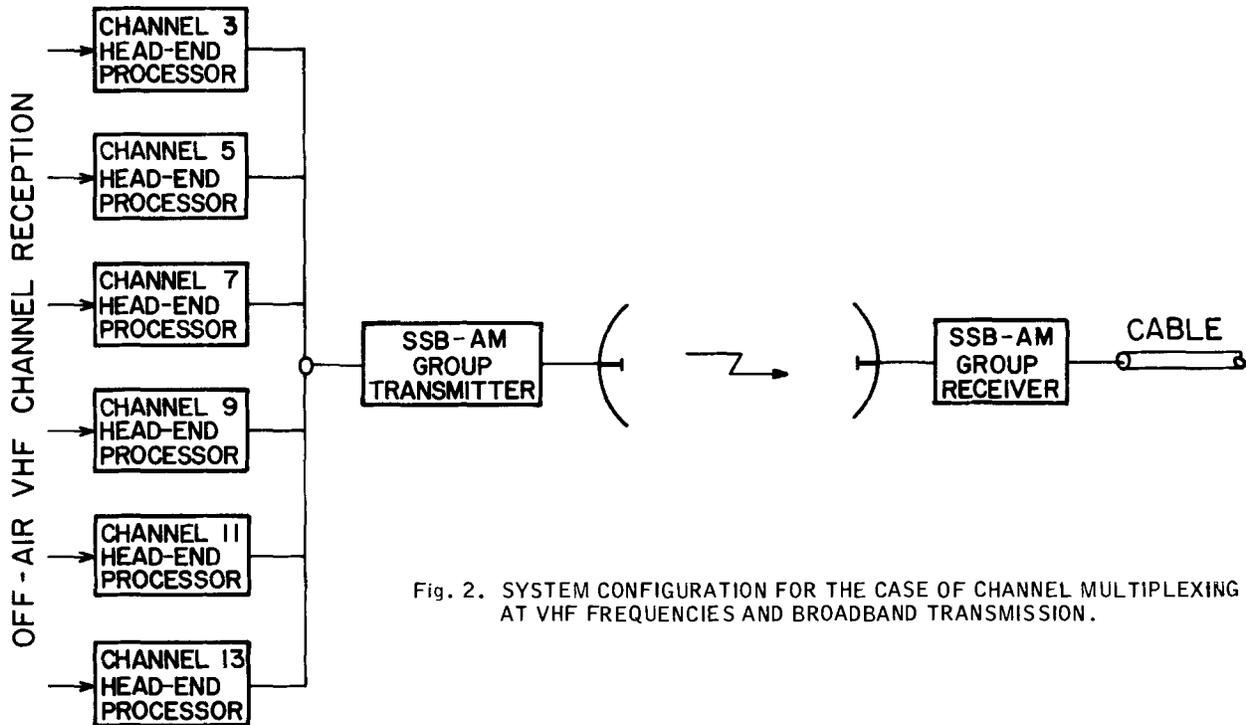 OFF-AIR VHF CHANNEL RECEPTION
CHANNEL 3
HEAD-END
PROCESSOR
CHANNEL 5
HEAD-END
PROCESSOR
CHANNEL 7
HEAD-END
PROCESSOR
CHANNEL 9
HEAD-END
PROCESSOR
CHANNEL 11
HEAD-END
PROCESSOR
CHANNEL 13
HEAD-END
PROCESSOR
SSB-AM
GROUP
TRANSMITTER
SSB-AM
GROUP
RECEIVER
CABLE
Fig. 2. SYSTEM CONFIGURATION FOR THE CASE OF CHANNEL MULTIPLEXING
AT VHF FREQUENCIES AND BROADBAND TRANSMISSION.